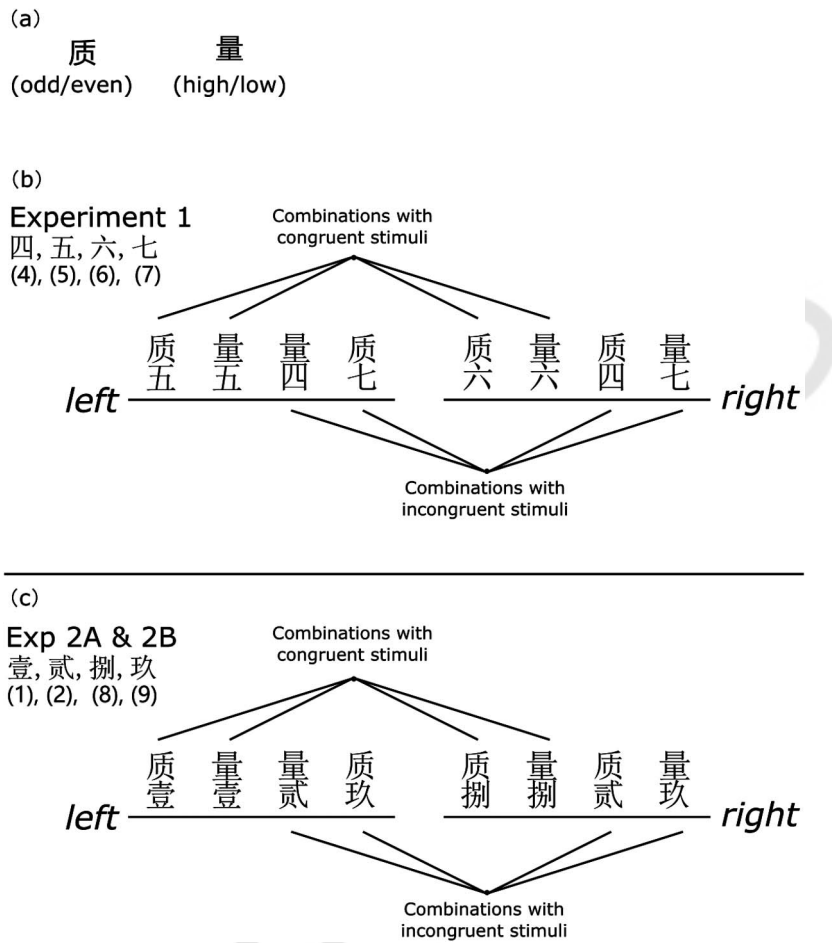 (a)
质 量
(odd/even) (high/low)
(b)
Experiment 1
四, 五, 六, 七
(4), (5), (6), (7)
Combinations with
congruent stimuli
质 量 量 质 质 量 质 量
五 五 四 七 六 六 四 七
left right
Combinations with
incongruent stimuli
(c)
Exp 2A & 2B
壹, 贰, 捌, 玖
(1), (2), (8), (9)
Combinations with
congruent stimuli
质 量 量 质 质 量 质 量
壹 壹 贰 玖 捌 捌 贰 玖
left right
Combinations with
incongruent stimuli